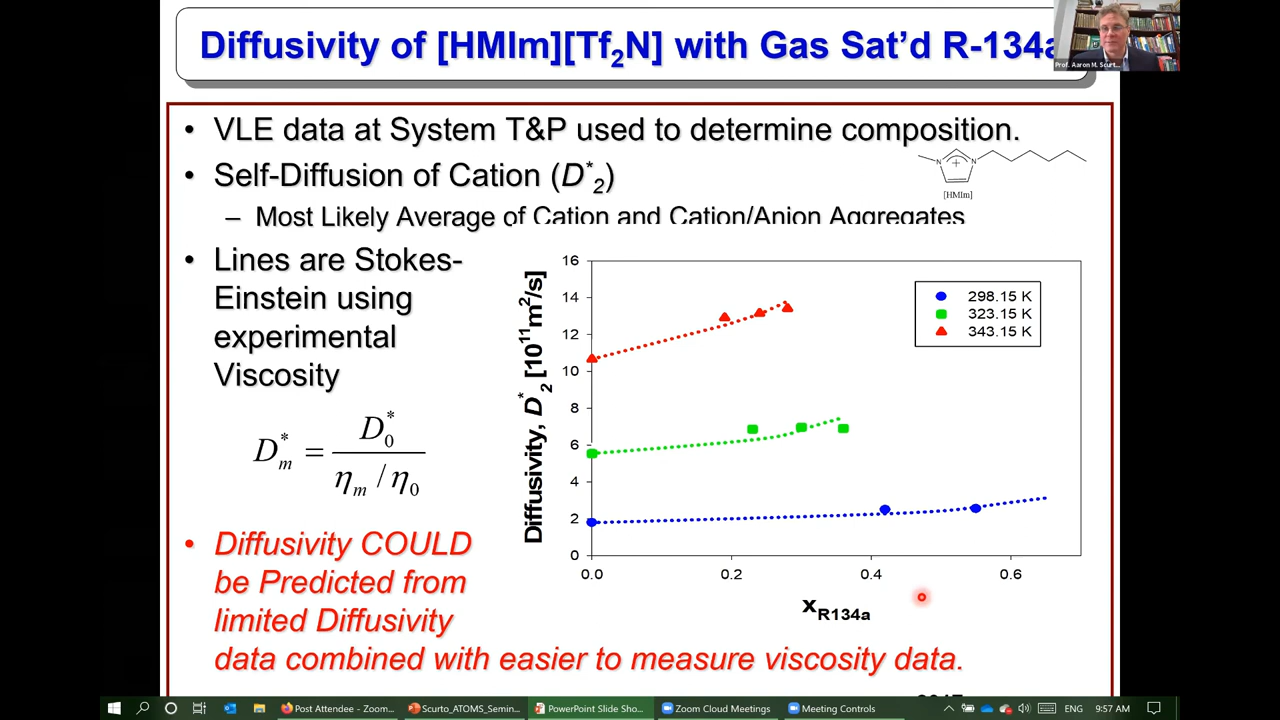 Diffusivity of [HMIm][Tf2N] with Gas Sat'd R-134a
Prof. Aaron M. Scurt...
• VLE data at System T&P used to determine composition.
• Self-Diffusion of Cation (D*2)
– Most Likely Average of Cation and Cation/Anion Aggregates
[HMIm]
N
+
N
• Lines are Stokes-
Einstein using
experimental
Viscosity
D*m = D*0 / (ηm / η0)
• Diffusivity COULD
be Predicted from
limited Diffusivity
data combined with easier to measure viscosity data.
Diffusivity, D*2 [10^11 m^2/s]
16
14
12
10
8
6
4
2
0
0.0 0.2 0.4 0.6
xR134a
298.15 K
323.15 K
343.15 K
Post Attendee - Zoom...
Scurto_ATOMS_Semin...
PowerPoint Slide Sho...
Zoom Cloud Meetings
Meeting Controls
ENG
9:57 AM